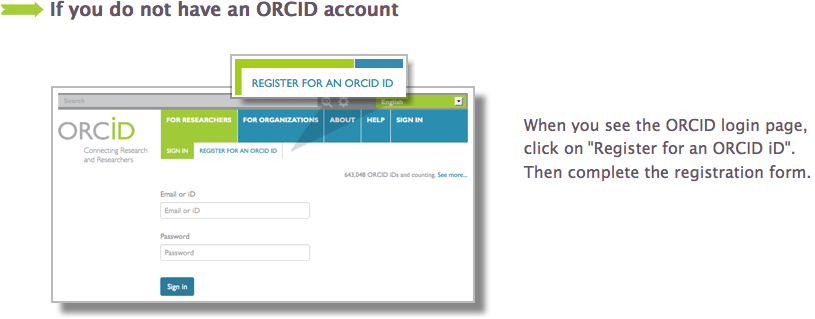 If you do not have an ORCID account
REGISTER FOR AN ORCID ID
Search
English
ORCiD
Connecting Research
and Researchers
FOR RESEARCHERS FOR ORGANIZATIONS ABOUT HELP SIGN IN
SIGN IN REGISTER FOR AN ORCID ID
643,048 ORCID iDs and counting. See more...
Email or iD
Email or iD
Password
Password
Sign in
When you see the ORCID login page,
click on "Register for an ORCID iD".
Then complete the registration form.